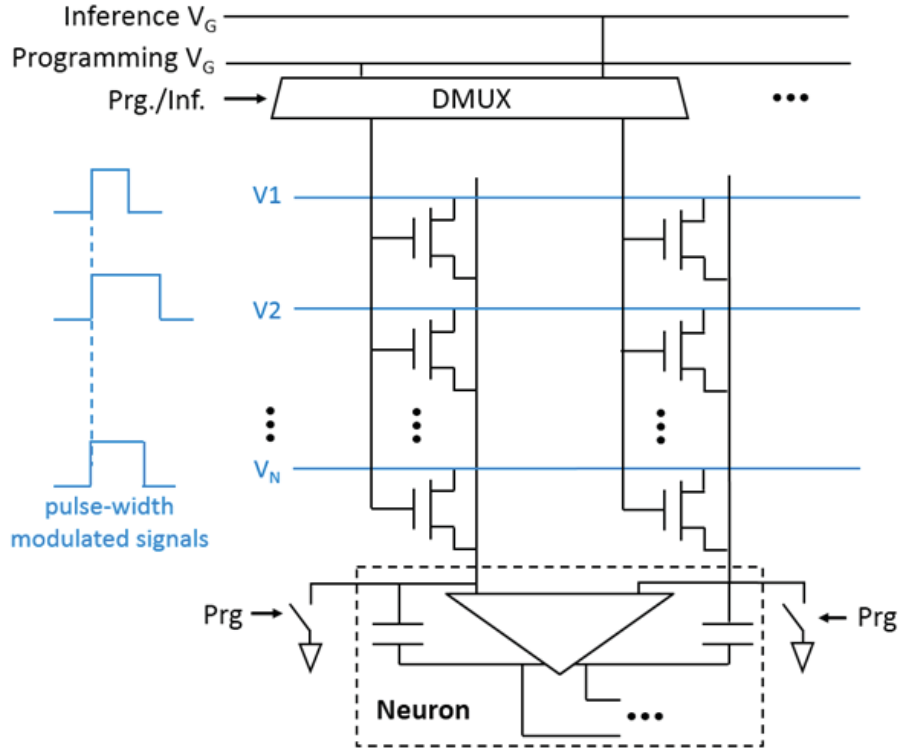 Inference V_G
Programming V_G
Prg./Inf.
DMUX
V1
V2
V_N
pulse-width
modulated signals
Prg
Prg
Neuron